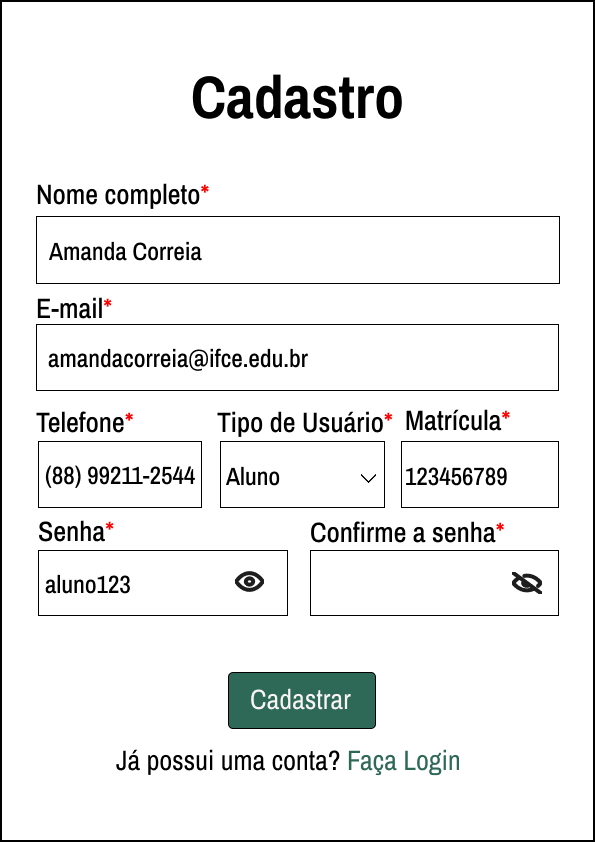 Cadastro
Nome completo*
Amanda Correia
E-mail*
amandacorreia@ifce.edu.br
Telefone* Tipo de Usuário* Matrícula*
(88) 99211-2544 Aluno 123456789
Senha* Confirme a senha*
aluno123
Cadastrar
Já possui uma conta? Faça Login